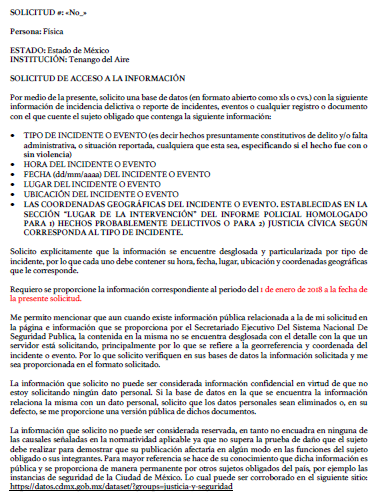 SOLICITUD #: «No_»
Persona: Física
ESTADO: Estado de México
INSTITUCIÓN: Tenango del Aire
SOLICITUD DE ACCESO A LA INFORMACIÓN
Por medio de la presente, solicito una base de datos (en formato abierto como xls o cvs.) con la siguiente
información de incidencia delictiva o reporte de incidentes, eventos o cualquier registro o documento
con el que cuente el sujeto obligado que contenga la siguiente información:
• TIPO DE INCIDENTE O EVENTO (es decir hechos presuntamente constitutivos de delito y/o falta
administrativa, o situación reportada, cualquiera que esta sea, especificando si el hecho fue con o
sin violencia)
• HORA DEL INCIDENTE O EVENTO
• FECHA (dd/mm/aaaa) DEL INCIDENTE O EVENTO
• LUGAR DEL INCIDENTE O EVENTO
• UBICACIÓN DEL INCIDENTE O EVENTO
• LAS COORDENADAS GEOGRÁFICAS DEL INCIDENTE O EVENTO. ESTABLECIDAS EN LA
SECCIÓN "LUGAR DE LA INTERVENCIÓN" DEL INFORME POLICIAL HOMOLOGADO
PARA 1) HECHOS PROBABLEMENTE DELICTIVOS O PARA 2) JUSTICIA CÍVICA SEGÚN
CORRESPONDA AL TIPO DE INCIDENTE.
Solicito explícitamente que la información se encuentre desglosada y particularizada por tipo de
incidente, por lo que cada uno debe contener su hora, fecha, lugar, ubicación y coordenadas geográficas
que le corresponde.
Requiero se proporcione la información correspondiente al periodo del 1 de enero de 2018 a la fecha de
la presente solicitud.
Me permito mencionar que aun cuando existe información pública relacionada a la de mi solicitud en
la página e información que se proporciona por el Secretariado Ejecutivo Del Sistema Nacional De
Seguridad Publica, la contenida en la misma no se encuentra desglosada con el detalle con la que un
servidor está solicitando, principalmente por lo que se refiere a la georreferencia y coordenada del
incidente o evento. Por lo que solicito verifiquen en sus bases de datos la información solicitada y me
sea proporcionada en el formato solicitado.
La información que solicito no puede ser considerada información confidencial en virtud de que no
estoy solicitando ningún dato personal. Si la base de datos en la que se encuentra la información
relaciona la misma con un dato personal, solicito que los datos personales sean eliminados o, en su
defecto, se me proporcione una versión pública de dichos documentos.
La información que solicito no puede ser considerada reservada, en tanto no encuadra en ninguna de
las causales señaladas en la normatividad aplicable ya que no supera la prueba de daño que el sujeto
debe realizar para demostrar que su publicación afectaría en algún modo en las funciones del sujeto
obligado o sus integrantes. Para mayor referencia se hace de su conocimiento que dicha información es
pública y se proporciona de manera permanente por otros sujetos obligados del país, por ejemplo las
instancias de seguridad de la Ciudad de México. Lo cual puede ser corroborado en el siguiente sitio:
https://datos.cdmx.gob.mx/dataset/?groups=justicia-y-seguridad